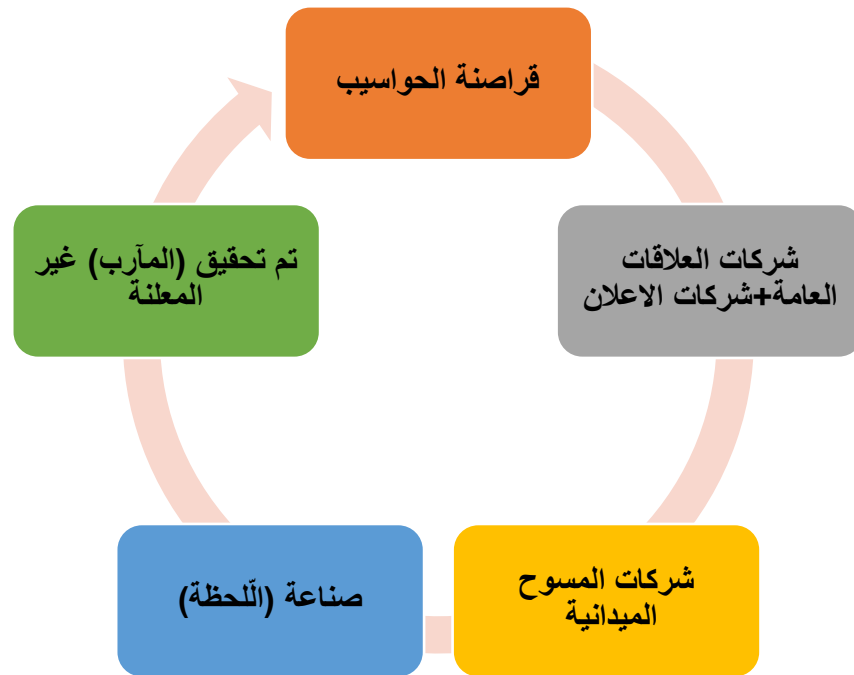 قراصنة الحواسيب
شركات العلاقات
العامة+شركات الاعلان
شركات المسوح
الميدانية
صناعة (الّلحظة)
تم تحقيق (المآرب) غير
المعلنة